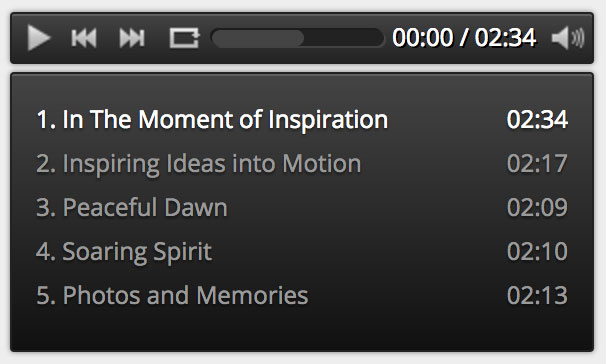 00:00 / 02:34
1. In The Moment of Inspiration 02:34
2. Inspiring Ideas into Motion 02:17
3. Peaceful Dawn 02:09
4. Soaring Spirit 02:10
5. Photos and Memories 02:13